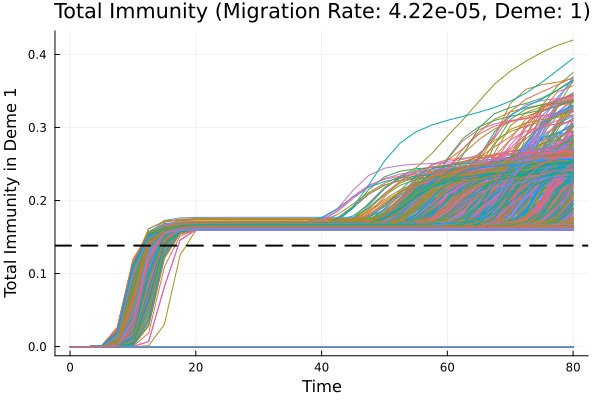 Total Immunity (Migration Rate: 4.22e-05, Deme: 1)
Total Immunity in Deme 1
0.4
0.3
0.2
0.1
0.0
0 20 40 60 80
Time